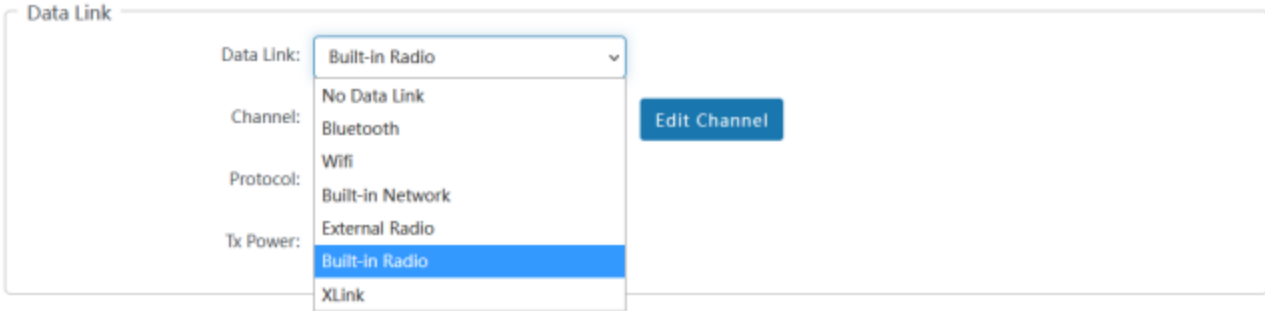 Data Link
Data Link: Built-in Radio
No Data Link
Channel: Edit Channel
Bluetooth
Wifi
Protocol:
Built-in Network
External Radio
Tx Power:
Built-in Radio
XLink